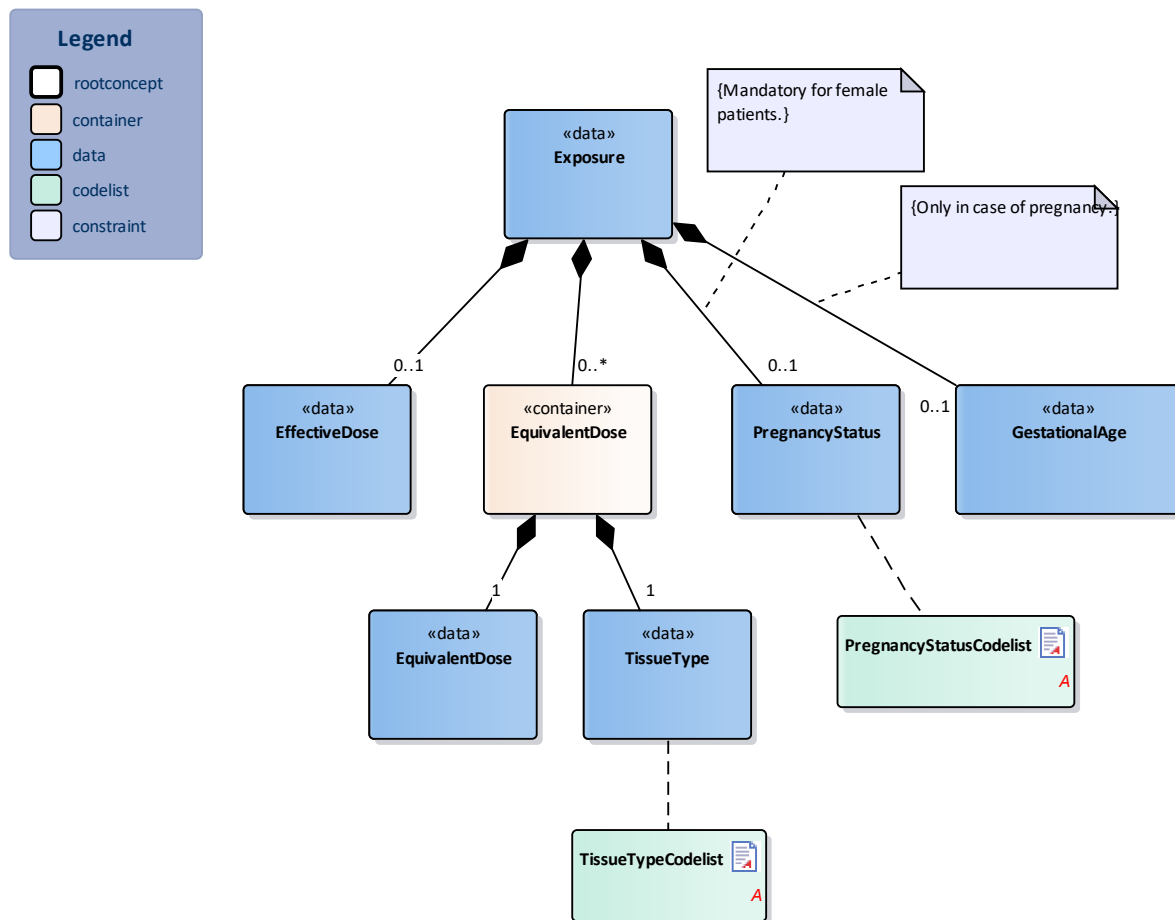 Legend
rootconcept
container
data
codelist
constraint
{Mandatory for female
patients.}
«data»
Exposure
{Only in case of pregnancy.}
0..1
0..*
0..1
0..1
«data»
EffectiveDose
«container»
EquivalentDose
«data»
PregnancyStatus
«data»
GestationalAge
1
1
«data»
EquivalentDose
«data»
TissueType
PregnancyStatusCodelist
A
TissueTypeCodelist
A